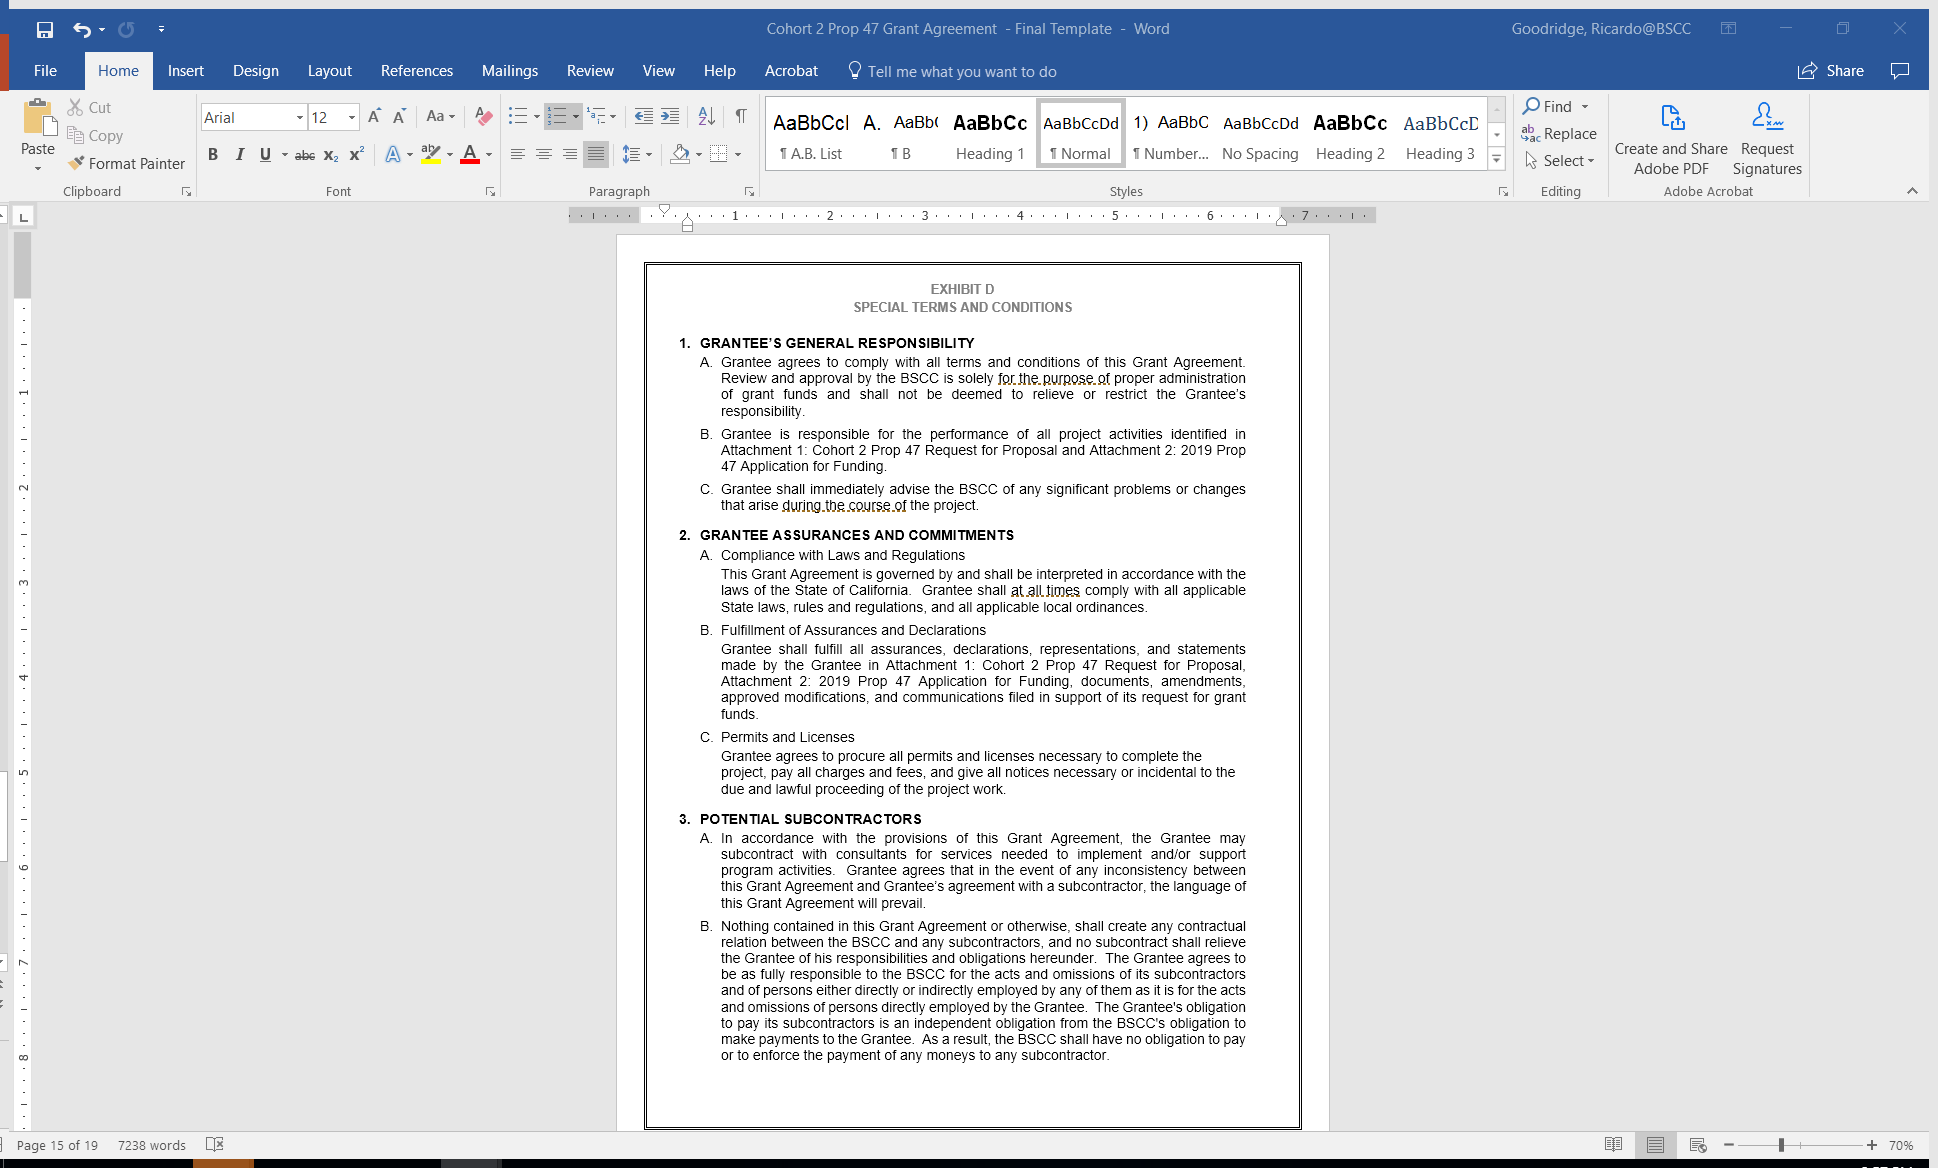 Cohort 2 Prop 47 Grant Agreement - Final Template - Word
Goodridge, Ricardo@BSCC
File Home Insert Design Layout References Mailings Review View Help Acrobat Tell me what you want to do
Share
Paste
Cut
Copy
Format Painter
Clipboard
Arial 12
Aa
B I U abc x₂ x²
A ab A
Font
Paragraph
AaBbCcl A. AaBb( AaBbCc AaBbCcDd 1) AaBbC AaBbCcDd AaBbCc AaBbCcD
¶ A.B. List ¶ B Heading 1 ¶ Normal ¶ Number... No Spacing Heading 2 Heading 3
Styles
Find
Replace
Select
Editing
Create and Share Adobe PDF
Request Signatures
Adobe Acrobat
1 2 3 4 5 6 7
EXHIBIT D
SPECIAL TERMS AND CONDITIONS
1. GRANTEE’S GENERAL RESPONSIBILITY
A. Grantee agrees to comply with all terms and conditions of this Grant Agreement.
Review and approval by the BSCC is solely for the purpose of proper administration
of grant funds and shall not be deemed to relieve or restrict the Grantee’s
responsibility.
B. Grantee is responsible for the performance of all project activities identified in
Attachment 1: Cohort 2 Prop 47 Request for Proposal and Attachment 2: 2019 Prop
47 Application for Funding.
C. Grantee shall immediately advise the BSCC of any significant problems or changes
that arise during the course of the project.
2. GRANTEE ASSURANCES AND COMMITMENTS
A. Compliance with Laws and Regulations
This Grant Agreement is governed by and shall be interpreted in accordance with the
laws of the State of California. Grantee shall at all times comply with all applicable
State laws, rules and regulations, and all applicable local ordinances.
B. Fulfillment of Assurances and Declarations
Grantee shall fulfill all assurances, declarations, representations, and statements
made by the Grantee in Attachment 1: Cohort 2 Prop 47 Request for Proposal,
Attachment 2: 2019 Prop 47 Application for Funding, documents, amendments,
approved modifications, and communications filed in support of its request for grant
funds.
C. Permits and Licenses
Grantee agrees to procure all permits and licenses necessary to complete the
project, pay all charges and fees, and give all notices necessary or incidental to the
due and lawful proceeding of the project work.
3. POTENTIAL SUBCONTRACTORS
A. In accordance with the provisions of this Grant Agreement, the Grantee may
subcontract with consultants for services needed to implement and/or support
program activities. Grantee agrees that in the event of any inconsistency between
this Grant Agreement and Grantee’s agreement with a subcontractor, the language of
this Grant Agreement will prevail.
B. Nothing contained in this Grant Agreement or otherwise, shall create any contractual
relation between the BSCC and any subcontractors, and no subcontract shall relieve
the Grantee of his responsibilities and obligations hereunder. The Grantee agrees to
be as fully responsible to the BSCC for the acts and omissions of its subcontractors
and of persons either directly or indirectly employed by any of them as it is for the acts
and omissions of persons directly employed by the Grantee. The Grantee's obligation
to pay its subcontractors is an independent obligation from the BSCC's obligation to
make payments to the Grantee. As a result, the BSCC shall have no obligation to pay
or to enforce the payment of any moneys to any subcontractor.
Page 15 of 19 7238 words
70%